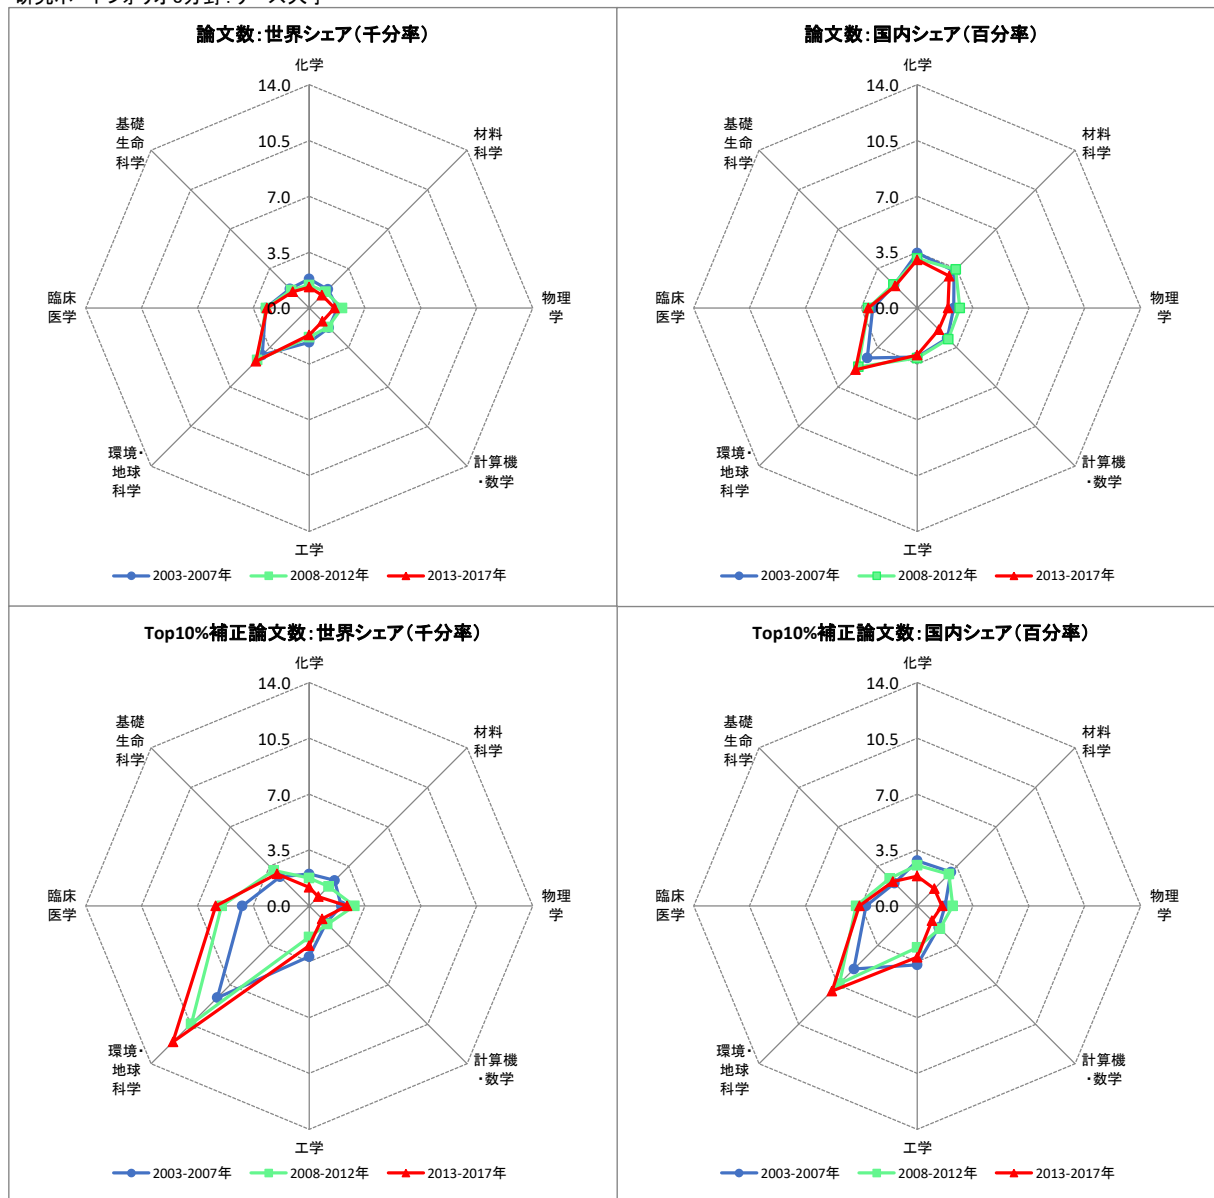 論文数：世界シェア（千分率）
化学
14.0
10.5
7.0
3.5
0.0
材料
科学
物理
学
計算機
・数学
工学
環境・
地球
科学
臨床
医学
基礎
生命
科学
2003-2007年 2008-2012年 2013-2017年
論文数：国内シェア（百分率）
化学
14.0
10.5
7.0
3.5
0.0
材料
科学
物理
学
計算機
・数学
工学
環境・
地球
科学
臨床
医学
基礎
生命
科学
2003-2007年 2008-2012年 2013-2017年
Top10%補正論文数：世界シェア（千分率）
化学
14.0
10.5
7.0
3.5
0.0
材料
科学
物理
学
計算機
・数学
工学
環境・
地球
科学
臨床
医学
基礎
生命
科学
2003-2007年 2008-2012年 2013-2017年
Top10%補正論文数：国内シェア（百分率）
化学
14.0
10.5
7.0
3.5
0.0
材料
科学
物理
学
計算機
・数学
工学
環境・
地球
科学
臨床
医学
基礎
生命
科学
2003-2007年 2008-2012年 2013-2017年